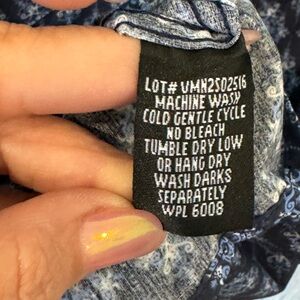 LOT# VMN2S02516
MACHINE WASH
COLD GENTLE CYCLE
NO BLEACH
TUMBLE DRY LOW
OR HANG DRY
WASH DARKS
SEPARATELY
WPL 6008